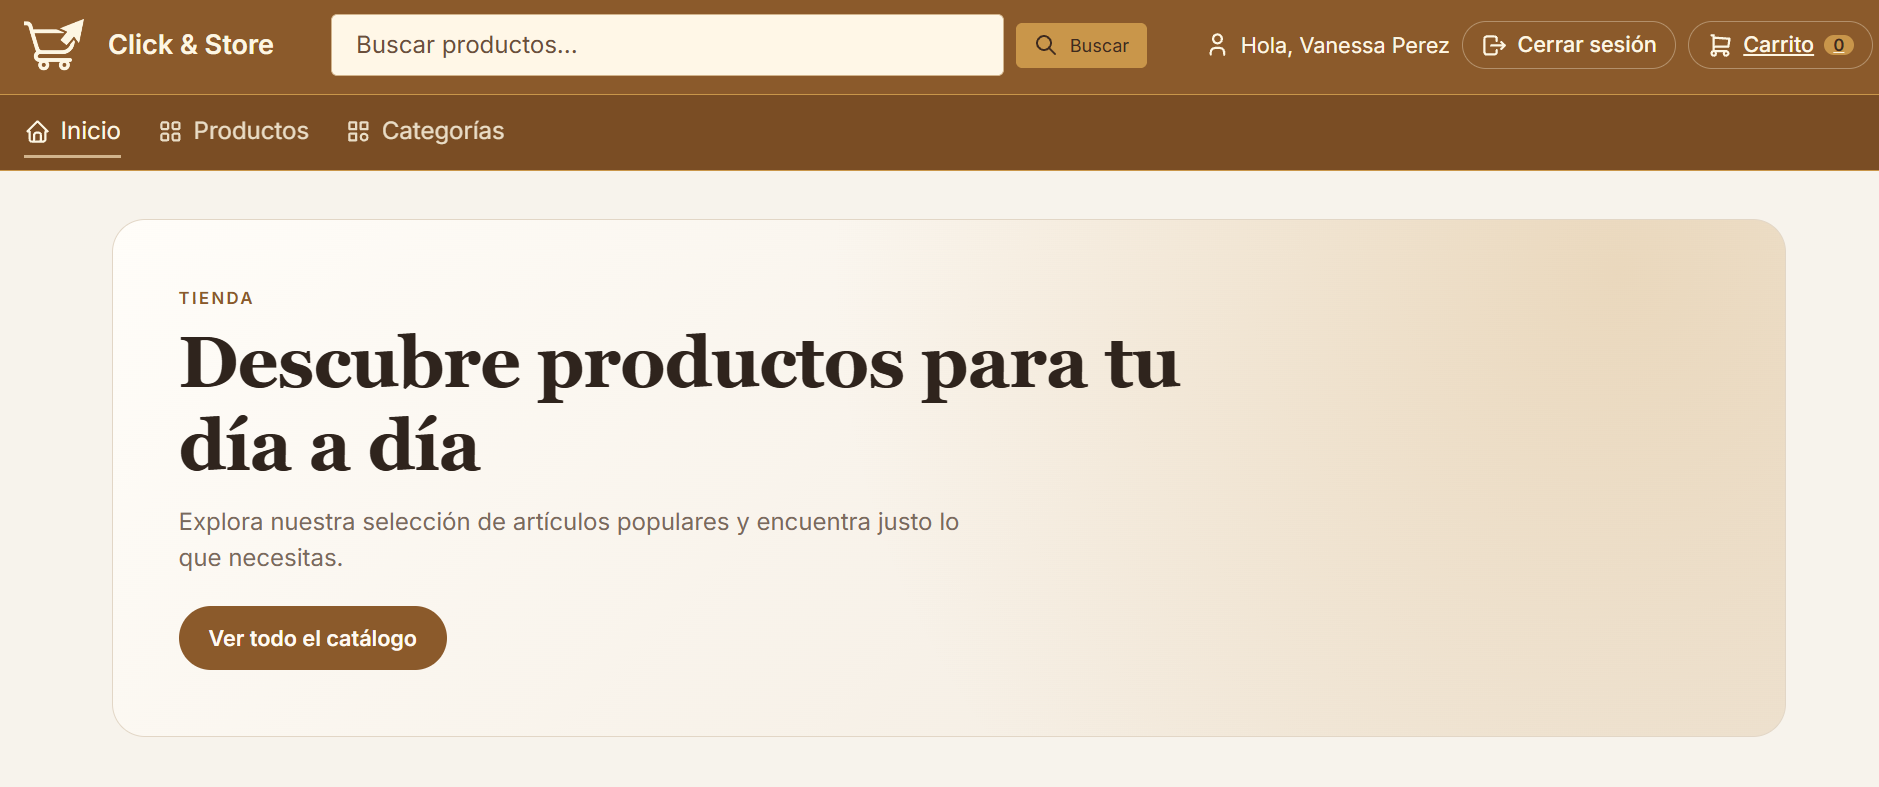 Click & Store
Buscar productos...
Buscar
Hola, Vanessa Perez
Cerrar sesión
Carrito 0
Inicio
Productos
Categorías
TIENDA
Descubre productos para tu
día a día
Explora nuestra selección de artículos populares y encuentra justo lo
que necesitas.
Ver todo el catálogo